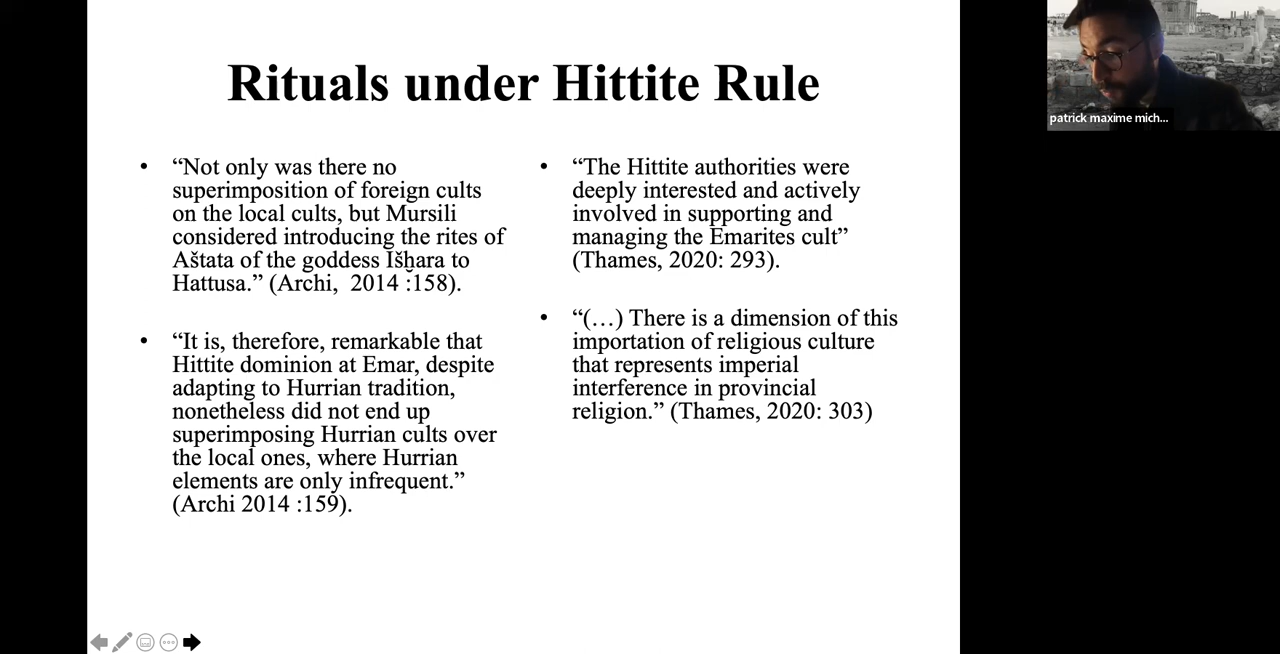 Rituals under Hittite Rule
• “Not only was there no
superimposition of foreign cults
on the local cults, but Mursili
considered introducing the rites of
Aštata of the goddess Išḫara to
Hattusa.” (Archi,  2014 :158).
• “It is, therefore, remarkable that
Hittite dominion at Emar, despite
adapting to Hurrian tradition,
nonetheless did not end up
superimposing Hurrian cults over
the local ones, where Hurrian
elements are only infrequent.”
(Archi 2014 :159).
• “The Hittite authorities were
deeply interested and actively
involved in supporting and
managing the Emarites cult”
(Thames, 2020: 293).
• “(…) There is a dimension of this
importation of religious culture
that represents imperial
interference in provincial
religion.” (Thames, 2020: 303)
patrick maxime mich...